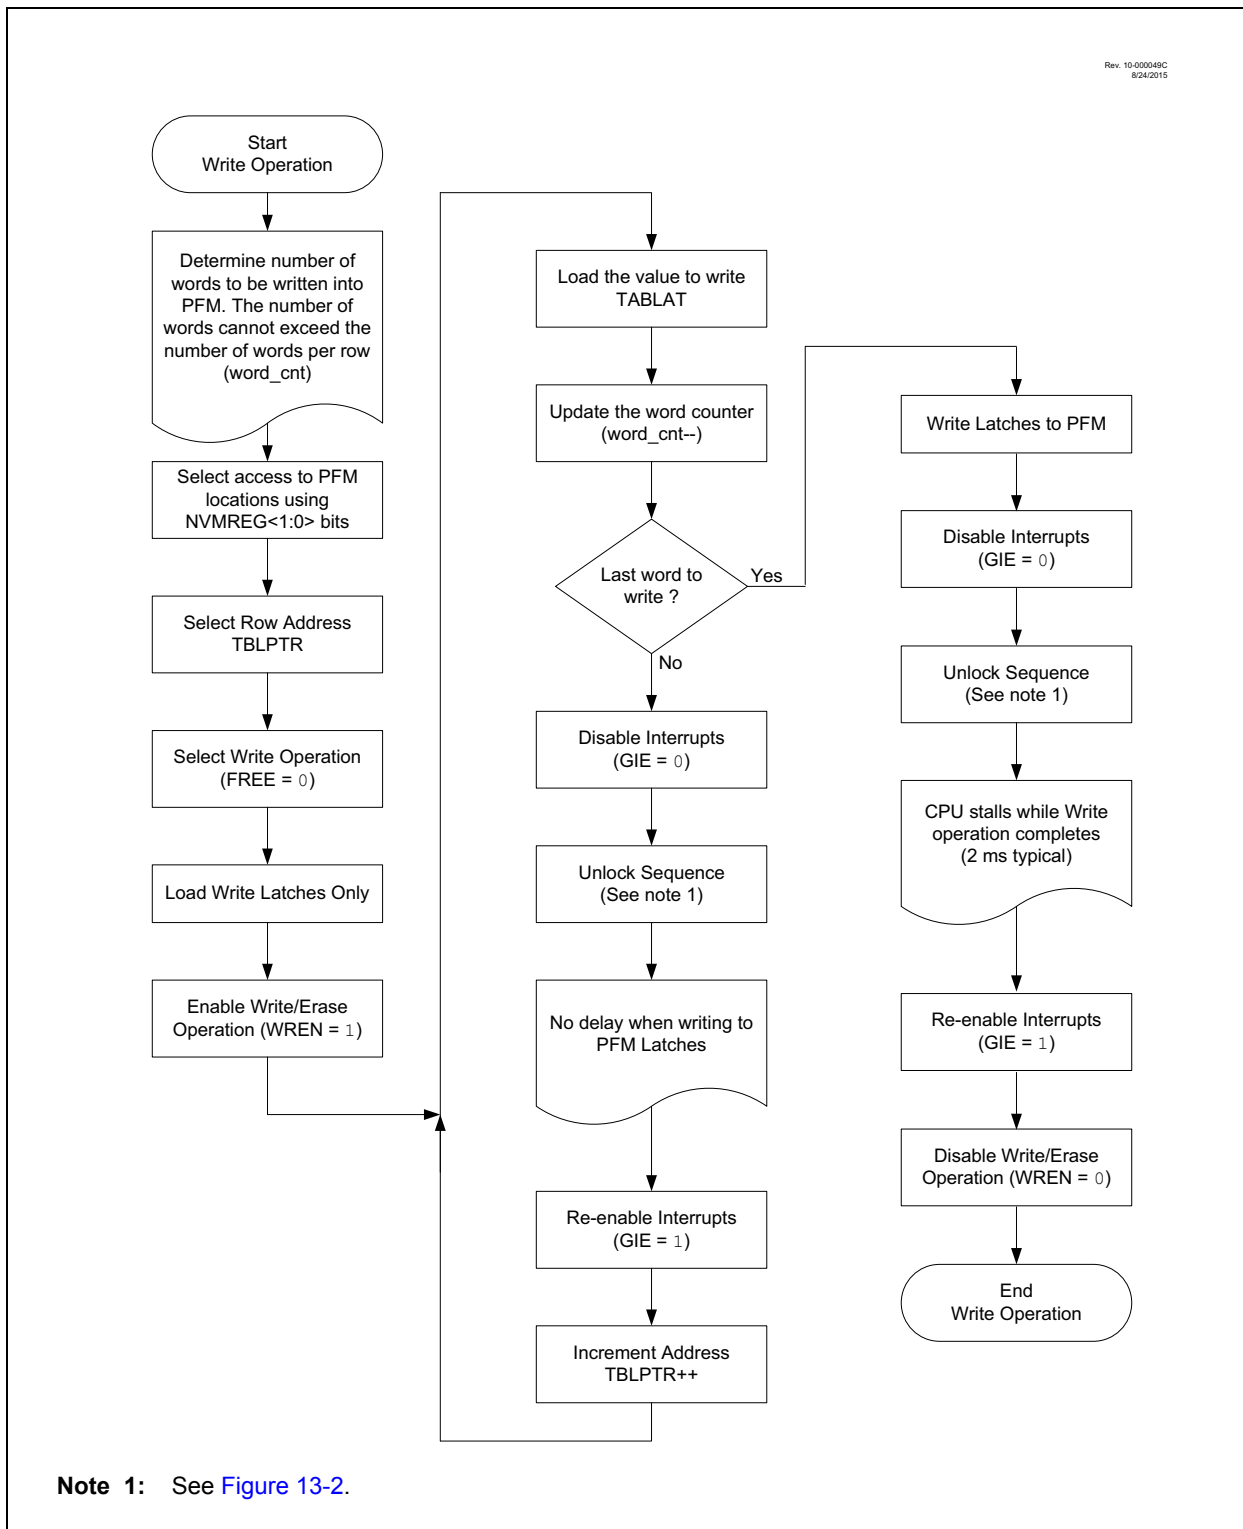 Rev. 10-000049C
8/24/2015
Start
Write Operation
Determine number of
words to be written into
PFM. The number of
words cannot exceed the
number of words per row
(word_cnt)
Select access to PFM
locations using
NVMREG<1:0> bits
Select Row Address
TBLPTR
Select Write Operation
(FREE = 0)
Load Write Latches Only
Enable Write/Erase
Operation (WREN = 1)
Load the value to write
TABLAT
Update the word counter
(word_cnt--)
Last word to
write ?
Yes
No
Disable Interrupts
(GIE = 0)
Unlock Sequence
(See note 1)
No delay when writing to
PFM Latches
Re-enable Interrupts
(GIE = 1)
Increment Address
TBLPTR++
Write Latches to PFM
Disable Interrupts
(GIE = 0)
Unlock Sequence
(See note 1)
CPU stalls while Write
operation completes
(2 ms typical)
Re-enable Interrupts
(GIE = 1)
Disable Write/Erase
Operation (WREN = 0)
End
Write Operation
Note 1: See Figure 13-2.